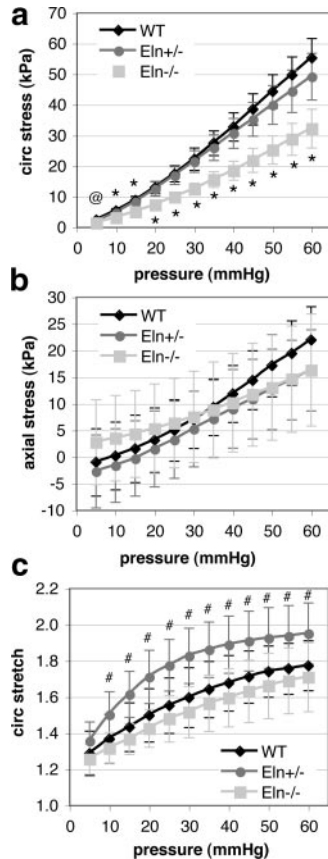 a
WT
Eln+/-
Eln-/-
circ stress (kPa)
70
60
50
40
30
20
10
0
@ * * * * * * * * * * *
0 10 20 30 40 50 60
pressure (mmHg)
b
WT
Eln+/-
Eln-/-
axial stress (kPa)
30
25
20
15
10
5
0
-5
-10
0 10 20 30 40 50 60
pressure (mmHg)
c
circ stretch
2.2
2.0
1.8
1.6
1.4
1.2
1.0
# # # # # # # # # # #
WT
Eln+/-
Eln-/-
0 10 20 30 40 50 60
pressure (mmHg)